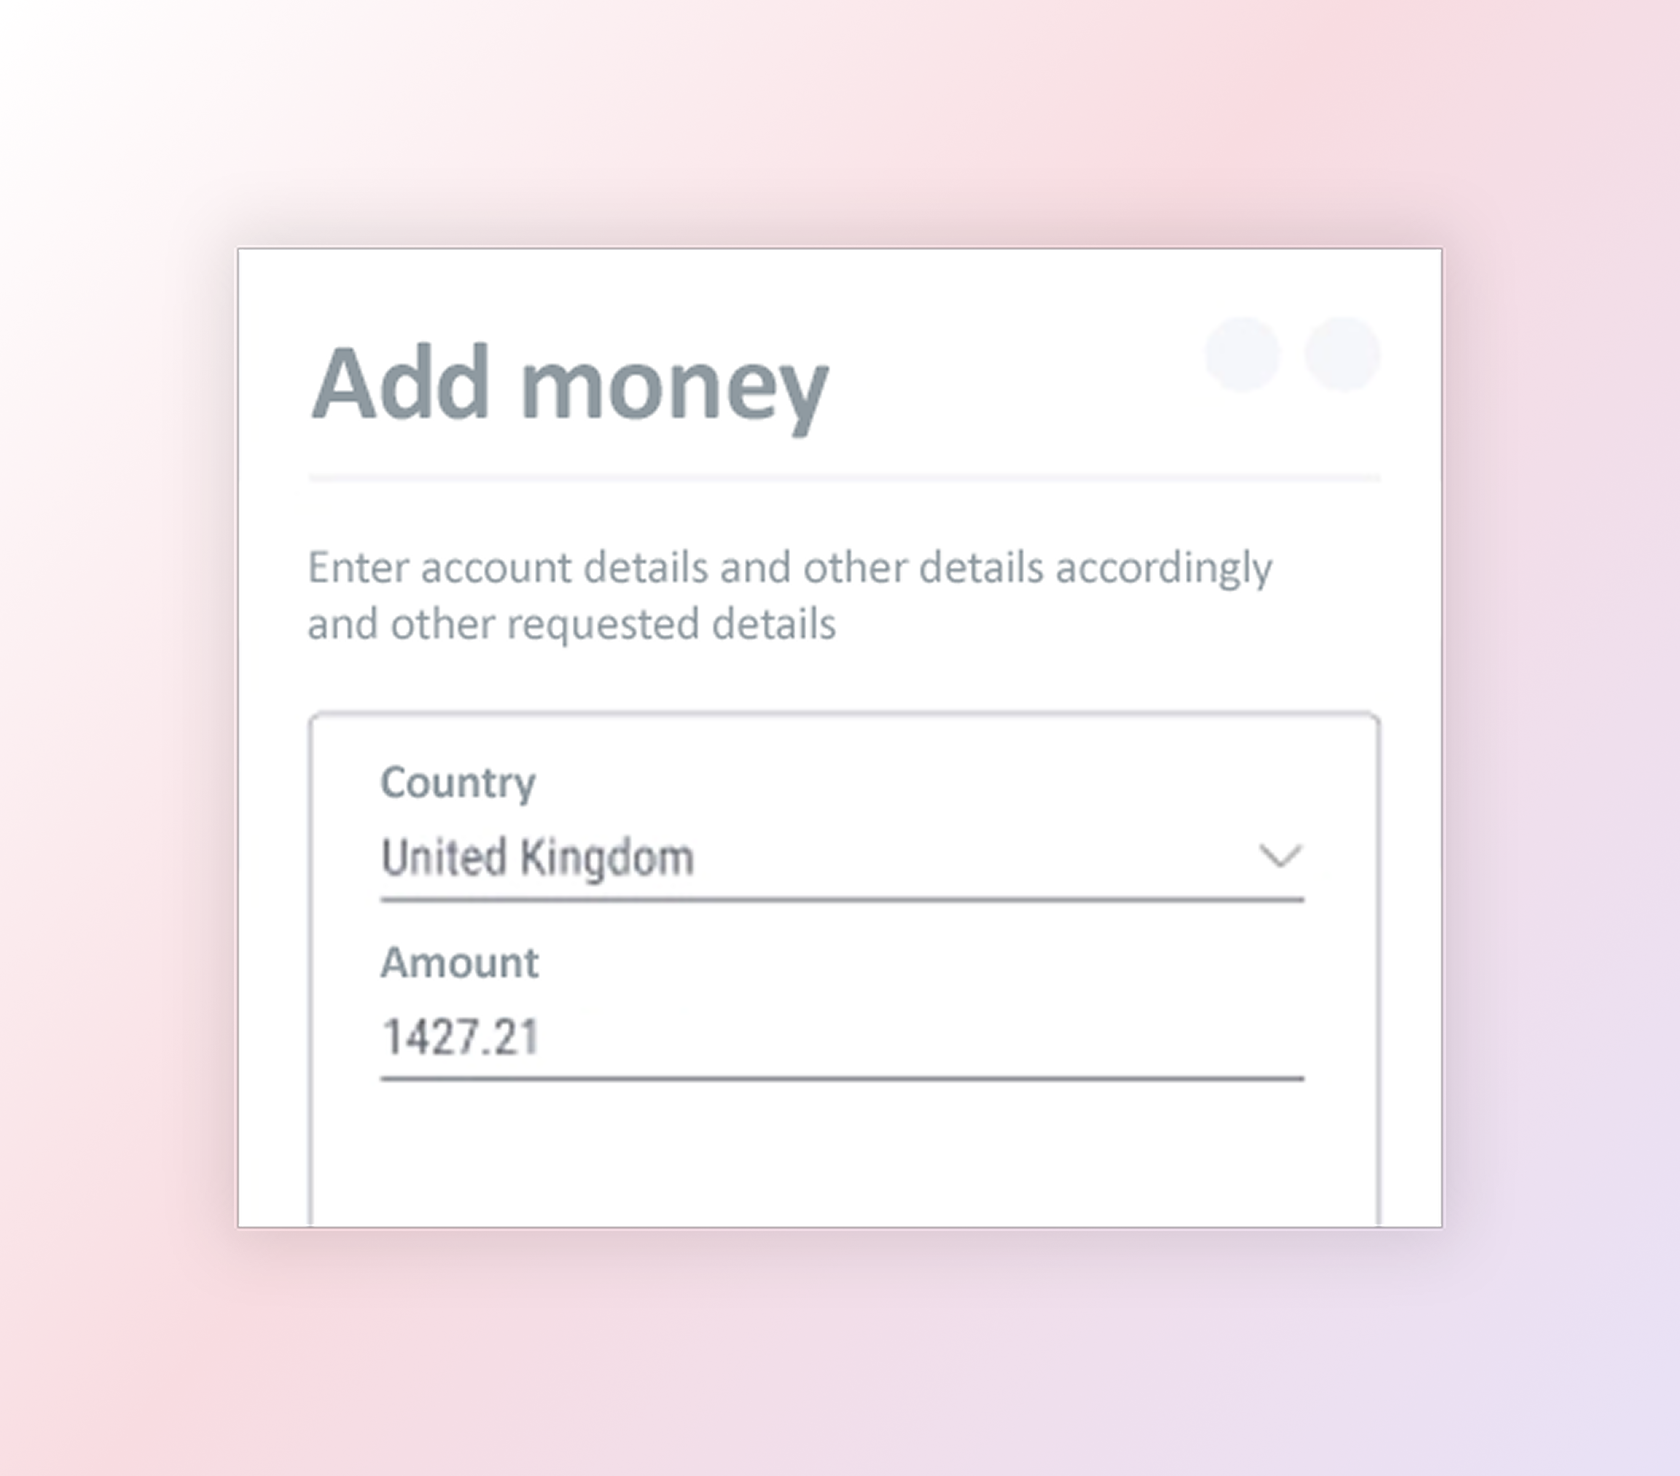 Add money
Enter account details and other details accordingly
and other requested details
Country
United Kingdom
Amount
1427.21